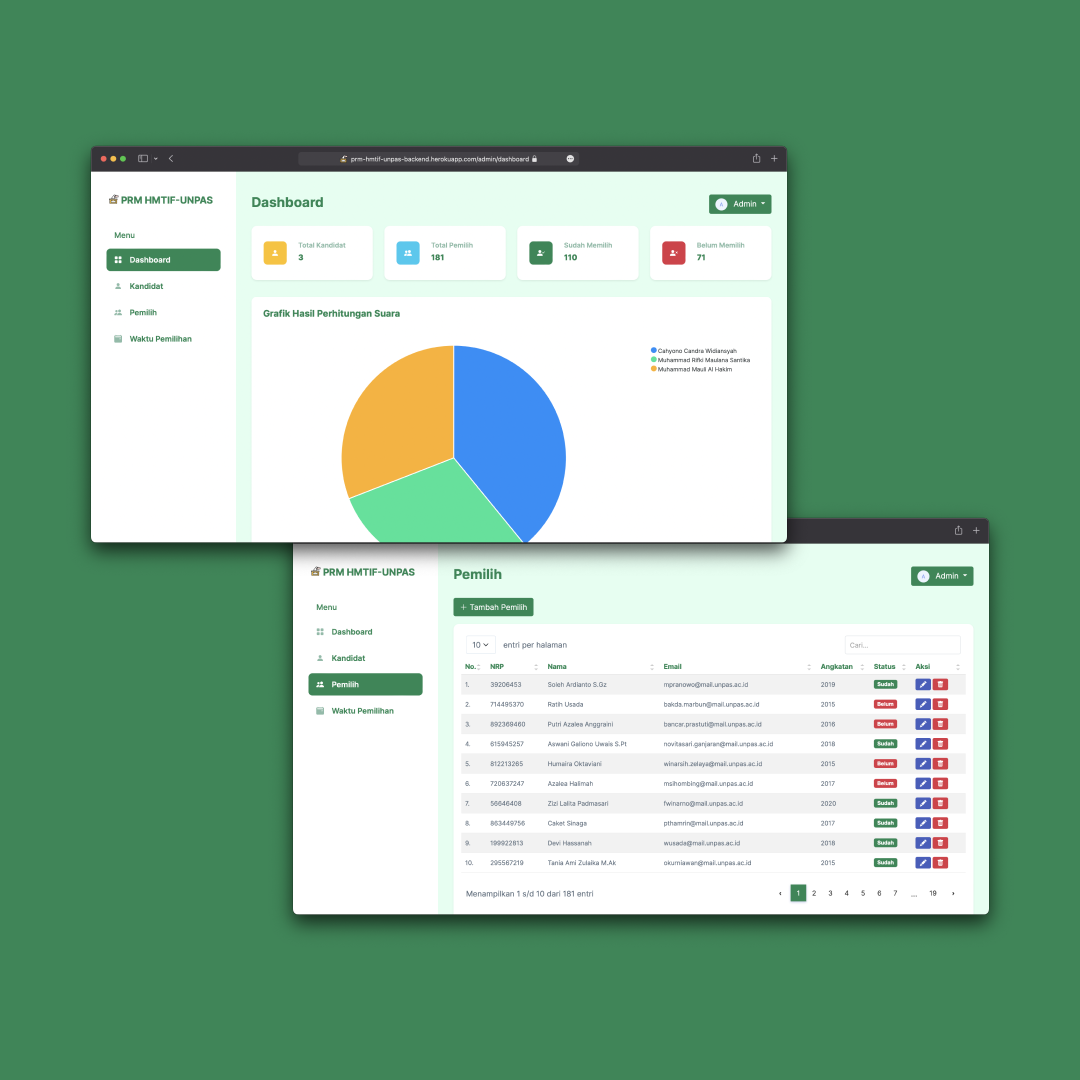 prm-hmtif-unpas-backend.herokuapp.com/admin/dashboard
PRM HMTIF-UNPAS
Menu
Dashboard
Kandidat
Pemilih
Waktu Pemilihan
Dashboard
Admin
Total Kandidat
3
Total Pemilih
181
Sudah Memilih
110
Belum Memilih
71
Grafik Hasil Perhitungan Suara
Cahyono Candra Widiansyah
Muhammad Rifki Maulana Santika
Muhammad Mauli Al Hakim
PRM HMTIF-UNPAS
Menu
Dashboard
Kandidat
Pemilih
Waktu Pemilihan
Pemilih
Admin
+ Tambah Pemilih
10 entri per halaman
Cari...
No. NRP Nama Email Angkatan Status Aksi
1. 39206453 Soleh Ardianto S.Gz mpranowo@mail.unpas.ac.id 2019 Sudah
2. 714495370 Ratih Usada bakda.marbun@mail.unpas.ac.id 2015 Belum
3. 892369460 Putri Azalea Anggraini bancar.prastuti@mail.unpas.ac.id 2016 Belum
4. 615945257 Aswani Galiono Uwais S.Pt novitasari.ganjaran@mail.unpas.ac.id 2018 Sudah
5. 812213265 Humaira Oktaviani winarsih.zelaya@mail.unpas.ac.id 2015 Belum
6. 720637247 Azalea Halimah msihombing@mail.unpas.ac.id 2017 Belum
7. 56646408 Zizi Lalita Padmasari fwinarno@mail.unpas.ac.id 2020 Sudah
8. 863449756 Caket Sinaga pthamrin@mail.unpas.ac.id 2017 Sudah
9. 199922813 Devi Hassanah wusada@mail.unpas.ac.id 2018 Sudah
10. 295567219 Tania Ami Zulaika M.Ak okurniawan@mail.unpas.ac.id 2015 Sudah
Menampilkan 1 s/d 10 dari 181 entri
‹ 1 2 3 4 5 6 7 ... 19 ›